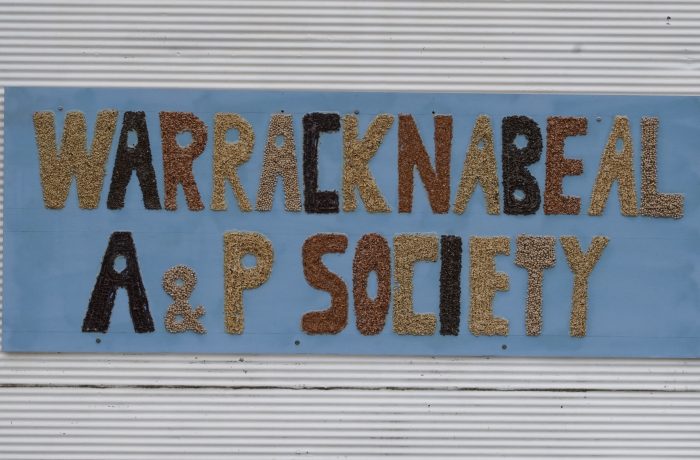 WARRACKNABEAL
A & P SOCIETY